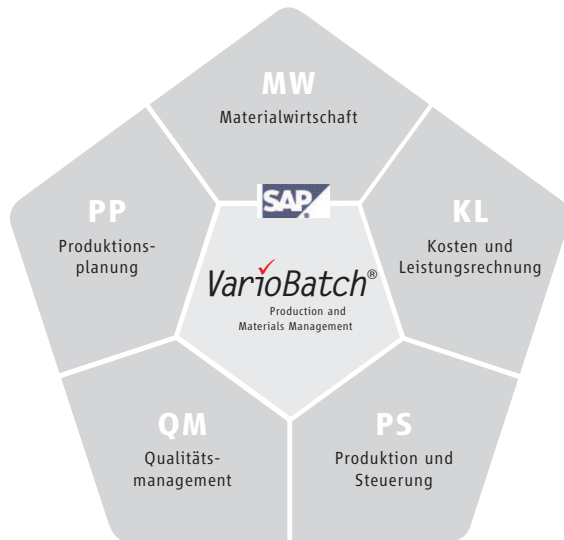 MW
Materialwirtschaft
SAP
PP
Produktions-
planung
KL
Kosten und
Leistungsrechnung
VarioBatch®
Production and
Materials Management
QM
Qualitäts-
management
PS
Produktion und
Steuerung